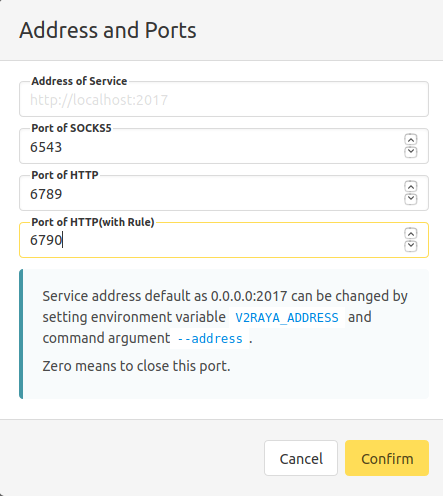 Address and Ports
Address of Service
http://localhost:2017
Port of SOCKS5
6543
Port of HTTP
6789
Port of HTTP(with Rule)
6790
Service address default as 0.0.0.0:2017 can be changed by
setting environment variable V2RAYA_ADDRESS and
command argument --address .
Zero means to close this port.
Cancel
Confirm